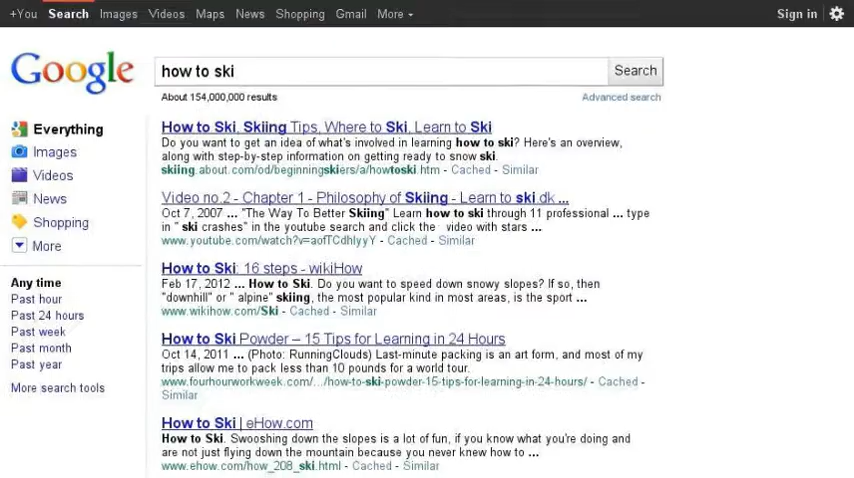 +You Search Images Videos Maps News Shopping Gmail More Sign in
Google
how to ski Search
About 154,000,000 results Advanced search
Everything
Images
Videos
News
Shopping
More
Any time
Past hour
Past 24 hours
Past week
Past month
Past year
More search tools
How to Ski, Skiing Tips, Where to Ski, Learn to Ski
Do you want to get an idea of what's involved in learning how to ski? Here's an overview,
along with step-by-step information on getting ready to snow ski.
skiing.about.com/od/beginningskiers/a/howtoski.htm - Cached - Similar
Video no.2 - Chapter 1 - Philosophy of Skiing - Learn to ski.dk ...
Oct 7, 2007 ... "The Way To Better Skiing" Learn how to ski through 11 professional ... type
in " ski crashes" in the youtube search and click the video with stars ...
www.youtube.com/watch?v=aofTCdhlyyY - Cached - Similar
How to Ski: 16 steps - wikiHow
Feb 17, 2012 ... How to Ski. Do you want to speed down snowy slopes? If so, then
"downhill" or " alpine" skiing, the most popular kind in most areas, is the sport ...
www.wikihow.com/Ski - Cached - Similar
How to Ski Powder – 15 Tips for Learning in 24 Hours
Oct 14, 2011 ... (Photo: RunningClouds) Last-minute packing is an art form, and most of my
trips allow me to pack less than 10 pounds for a world tour.
www.fourhourworkweek.com/.../how-to-ski-powder-15-tips-for-learning-in-24-hours/ - Cached -
Similar
How to Ski | eHow.com
How to Ski. Swooshing down the slopes is a lot of fun, if you know what you're doing and
are not just flying down the mountain because you never knew how to ...
www.ehow.com/how_208_ski.html - Cached - Similar